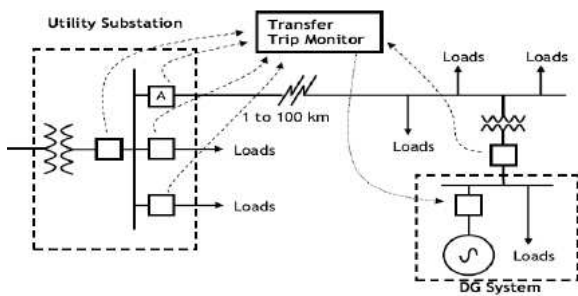 Utility Substation
Transfer
Trip Monitor
Loads
Loads
A
1 to 100 km
Loads
Loads
Loads
Loads
DG System